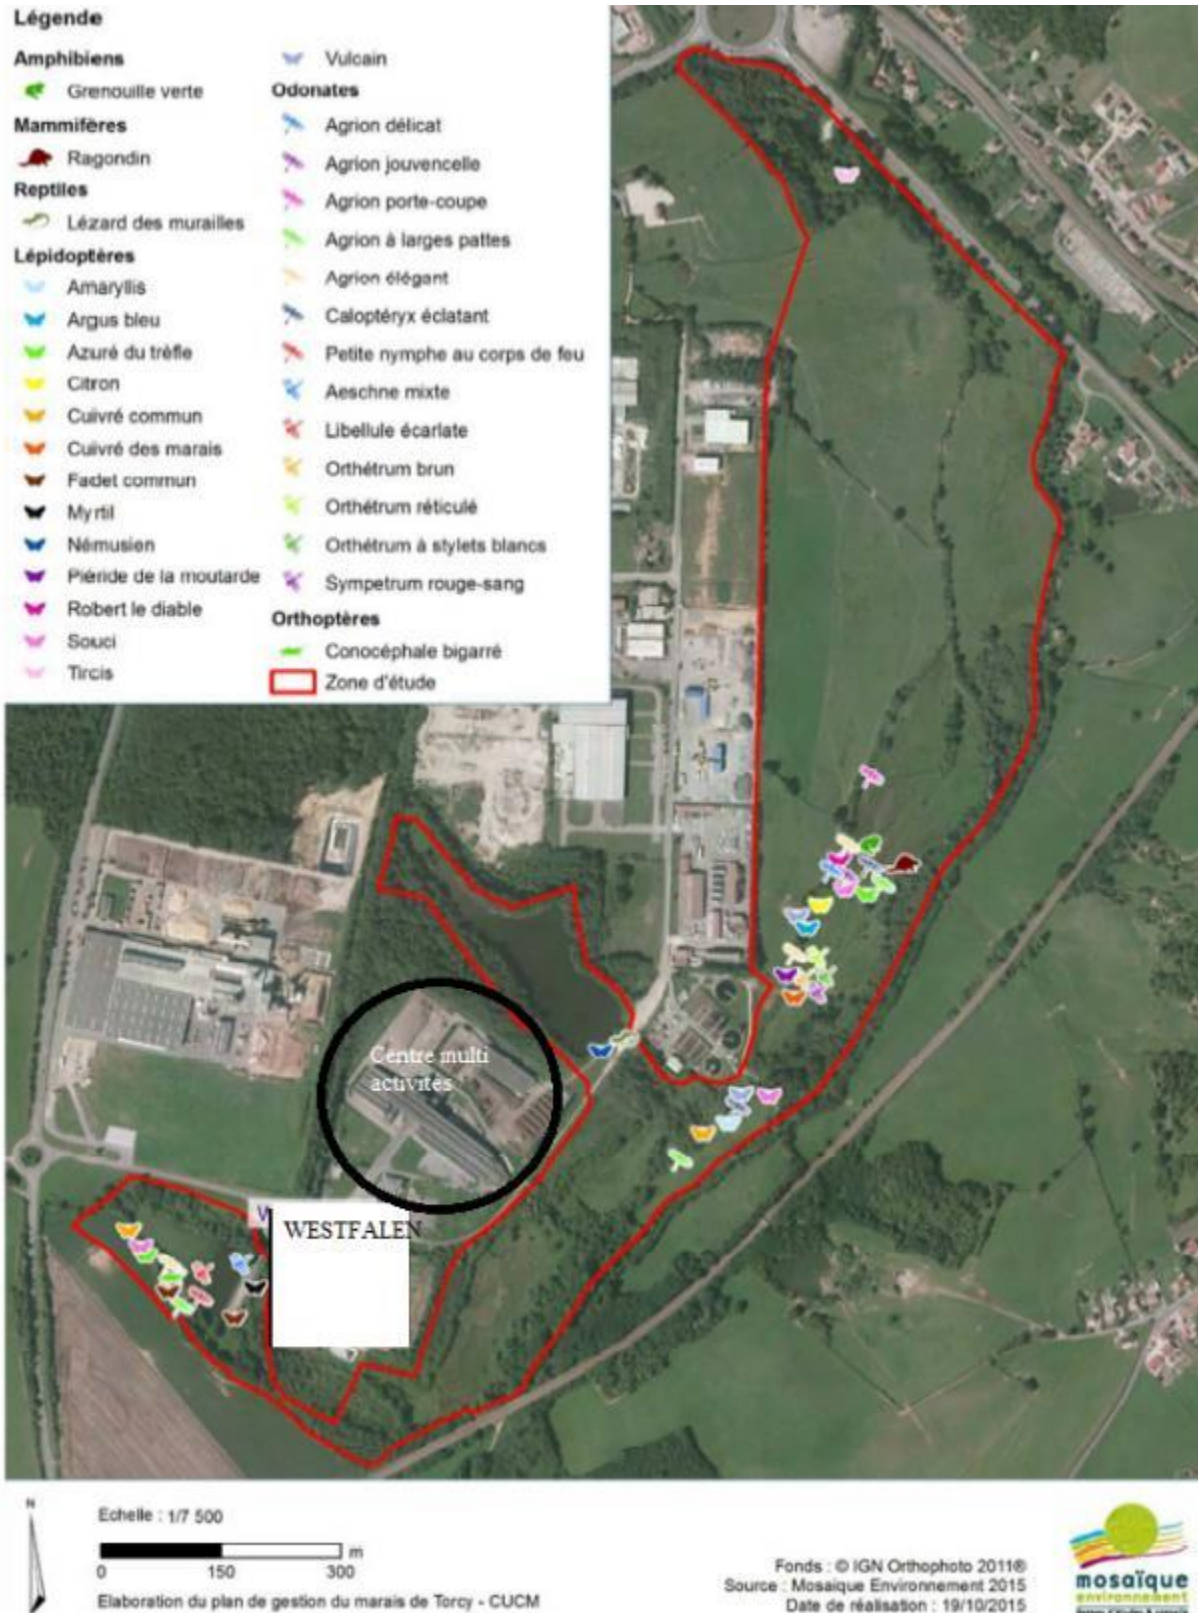 Légende
Amphibiens
Grenouille verte
Mammifères
Ragondin
Reptiles
Lézard des murailles
Lépidoptères
Amaryllis
Argus bleu
Azuré du trèfle
Citron
Cuivré commun
Cuivré des marais
Fadet commun
Myrtil
Némusien
Piéride de la moutarde
Robert le diable
Souci
Tircis
Vulcain
Odonates
Agrion délicat
Agrion jouvencelle
Agrion porte-coupe
Agrion à larges pattes
Agrion élégant
Caloptéryx éclatant
Petite nymphe au corps de feu
Aeschne mixte
Libellule écarlate
Orthétrum brun
Orthétrum réticulé
Orthétrum à stylets blancs
Sympetrum rouge-sang
Orthoptères
Conocéphale bigarré
Zone d'étude
Centre multi
activités
WESTFALEN
N
Echelle : 1/7 500
m
0 150 300
Elaboration du plan de gestion du marais de Torcy - CUCM
Fonds : © IGN Orthophoto 2011®
Source : Mosaique Environnement 2015
Date de réalisation : 19/10/2015
mosaïque
environnement